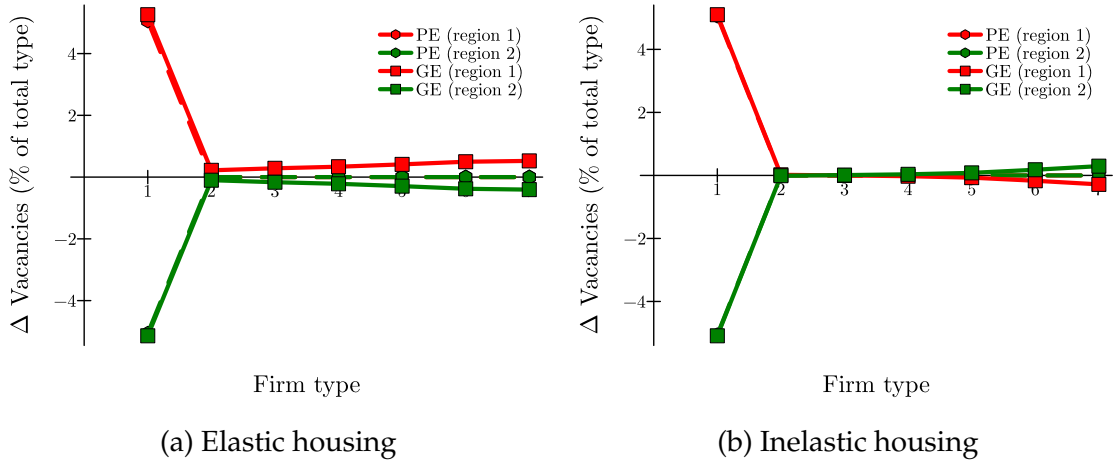 Δ Vacancies (% of total type)
4
2
−2
−4
1
2
3
4
PE (region 1)
PE (region 2)
GE (region 1)
GE (region 2)
Firm type
(a) Elastic housing
Δ Vacancies (% of total type)
4
2
−2
−4
1
2
3
4
5
6
PE (region 1)
PE (region 2)
GE (region 1)
GE (region 2)
Firm type
(b) Inelastic housing